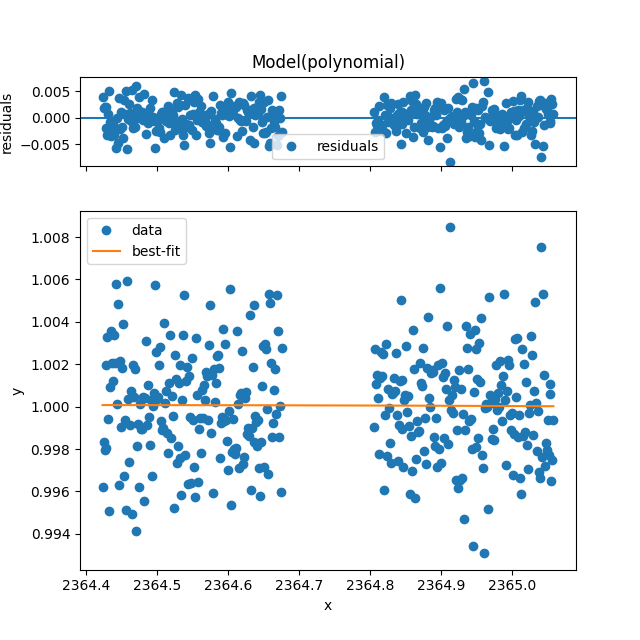 Model(polynomial)
0.005
0.000
−0.005
residuals
residuals
1.008
1.006
1.004
1.002
1.000
0.998
0.996
0.994
y
data
best-fit
2364.4 2364.5 2364.6 2364.7 2364.8 2364.9 2365.0
x